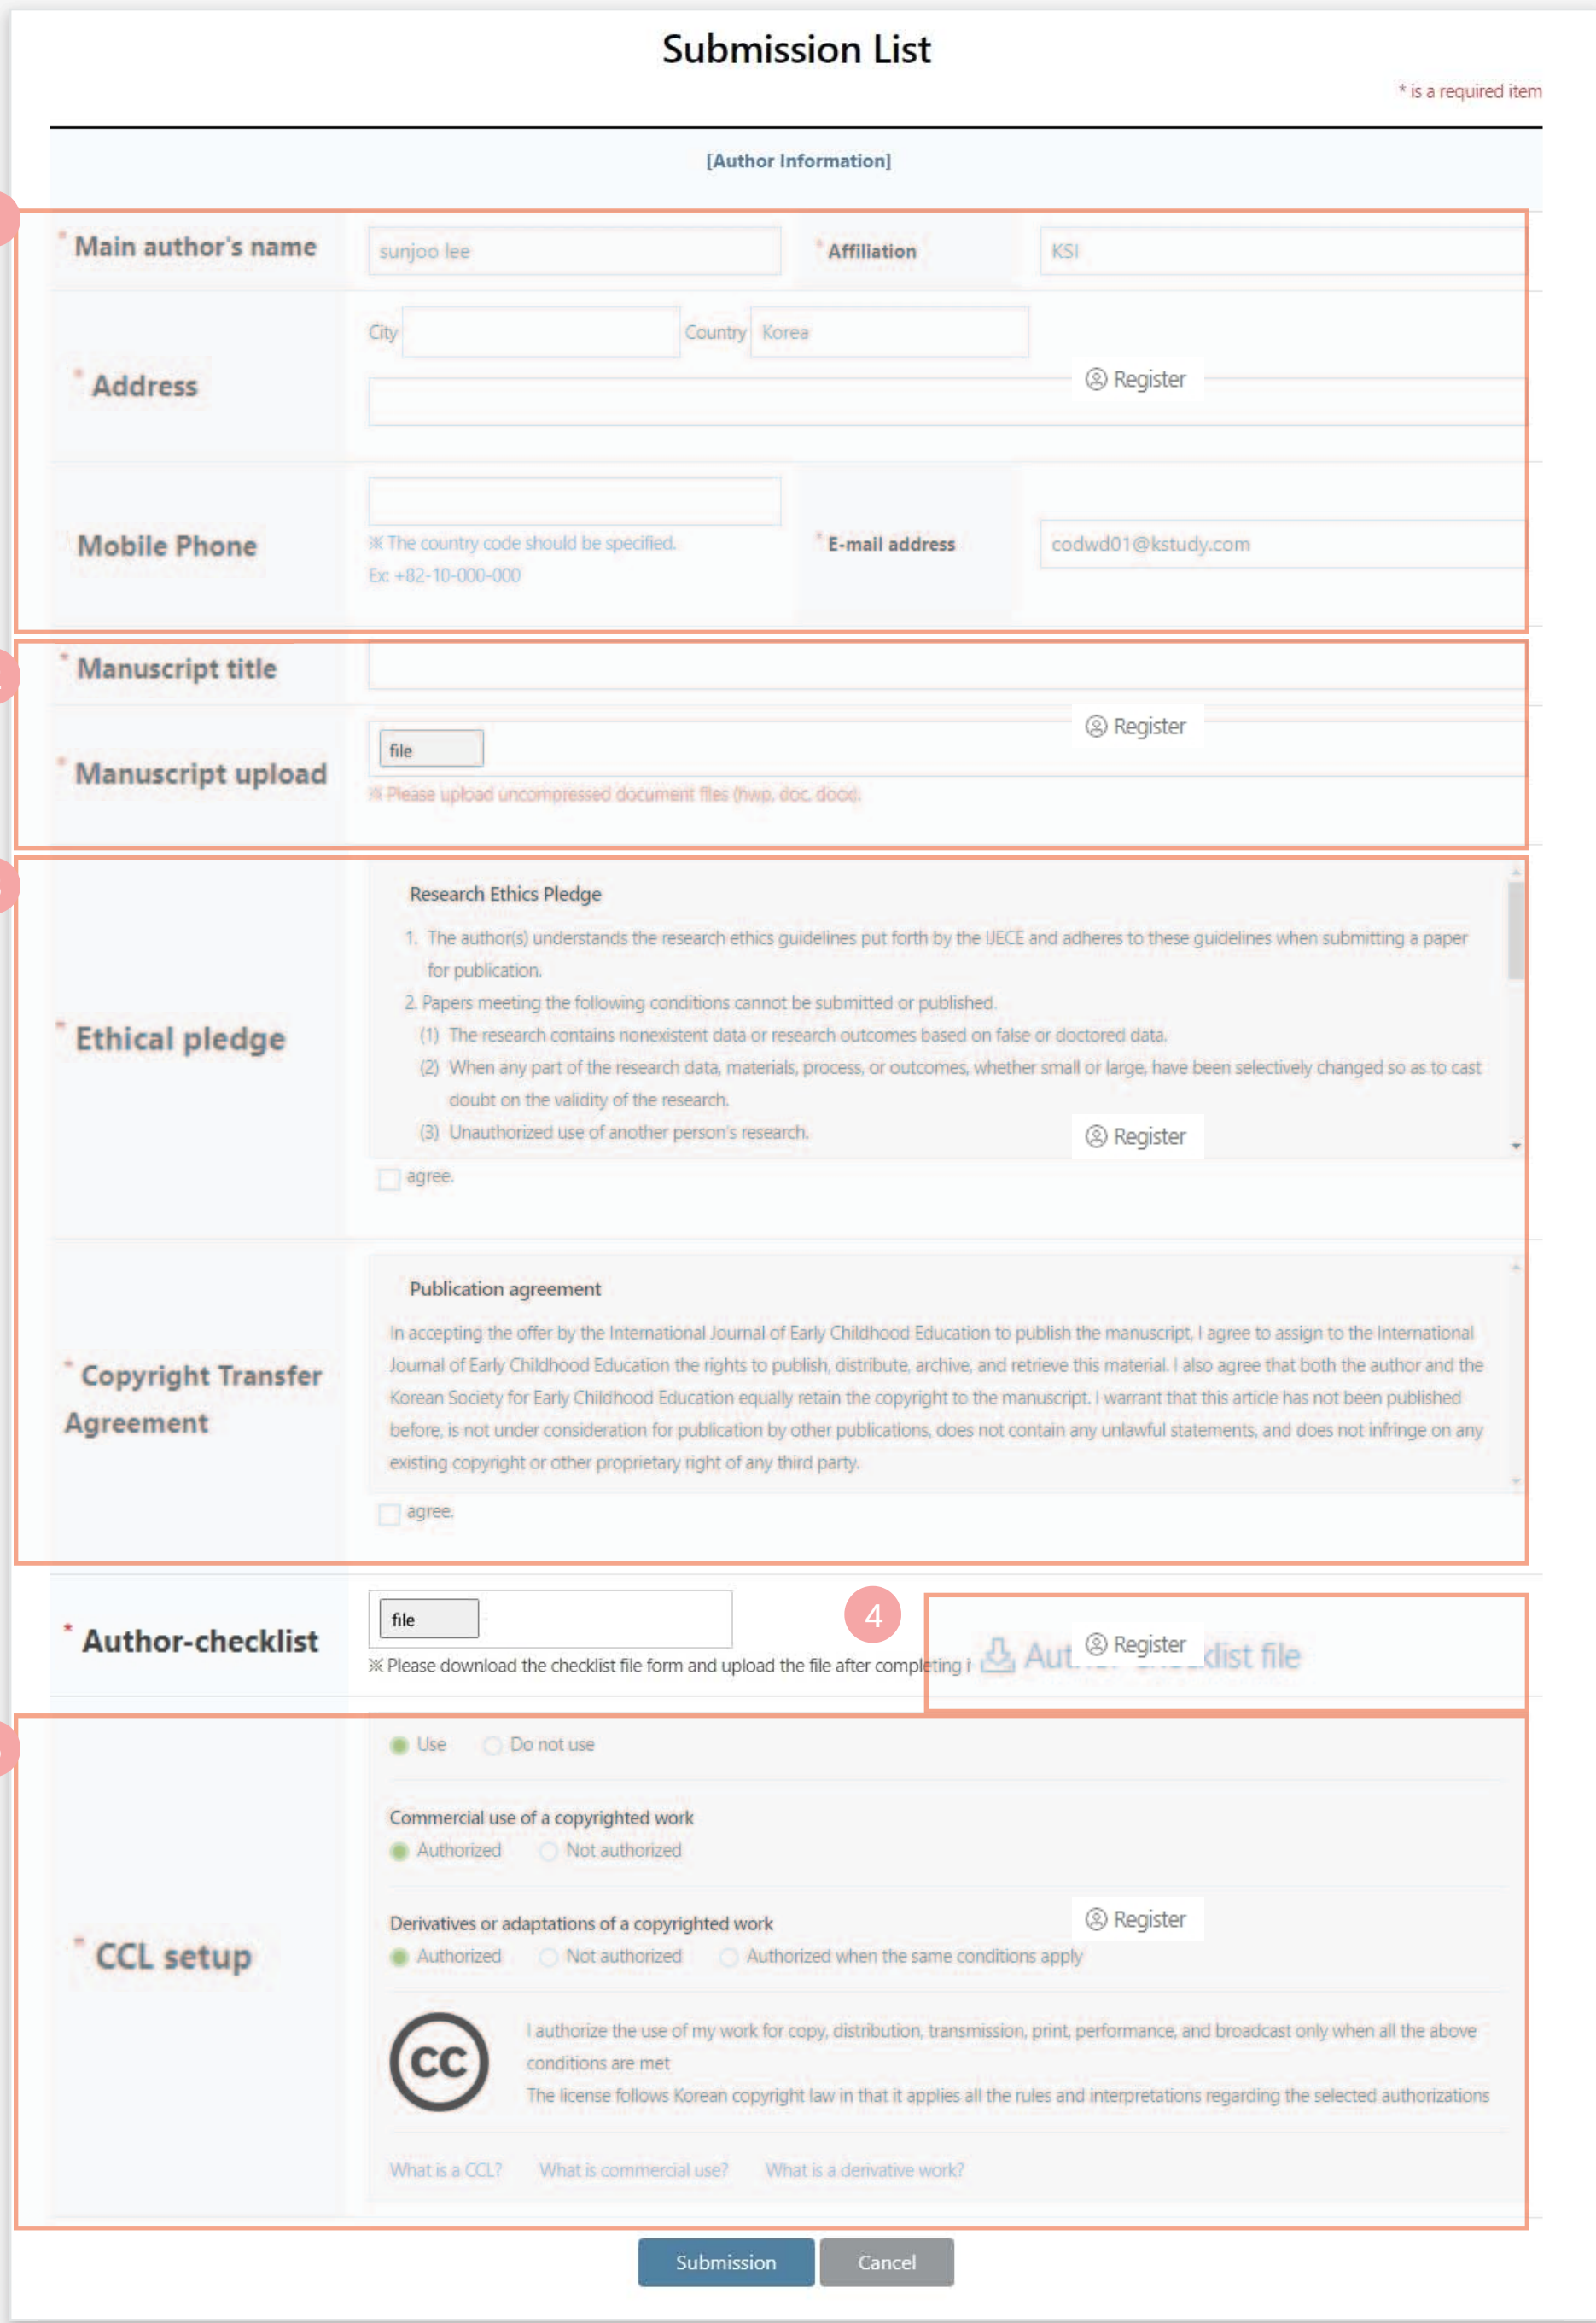 Submission List
* is a required item
[Author Information]
* Main author's name
sunjoo lee
* Affiliation
KSI
City
Country Korea
* Address
Register
Mobile Phone
※ The country code should be specified.
Ex: +82-10-000-000
* E-mail address
codwd01@kstudy.com
* Manuscript title
Register
* Manuscript upload
file
※ Please upload uncompressed document files (hwp, doc, docx).
Research Ethics Pledge
1. The author(s) understands the research ethics guidelines put forth by the IJECE and adheres to these guidelines when submitting a paper
for publication.
2. Papers meeting the following conditions cannot be submitted or published.
(1) The research contains nonexistent data or research outcomes based on false or doctored data.
(2) When any part of the research data, materials, process, or outcomes, whether small or large, have been selectively changed so as to cast
doubt on the validity of the research.
(3) Unauthorized use of another person's research.
Register
* Ethical pledge
agree.
Publication agreement
In accepting the offer by the International Journal of Early Childhood Education to publish the manuscript, I agree to assign to the International
Journal of Early Childhood Education the rights to publish, distribute, archive, and retrieve this material. I also agree that both the author and the
Korean Society for Early Childhood Education equally retain the copyright to the manuscript. I warrant that this article has not been published
before, is not under consideration for publication by other publications, does not contain any unlawful statements, and does not infringe on any
existing copyright or other proprietary right of any third party.
* Copyright Transfer
Agreement
agree.
* Author-checklist
file
※ Please download the checklist file form and upload the file after completing
4
Register
file
* CCL setup
Use
Do not use
Commercial use of a copyrighted work
Authorized
Not authorized
Derivatives or adaptations of a copyrighted work
Register
Authorized
Not authorized
Authorized when the same conditions apply
cc
I authorize the use of my work for copy, distribution, transmission, print, performance, and broadcast only when all the above
conditions are met
The license follows Korean copyright law in that it applies all the rules and interpretations regarding the selected authorizations
What is a CCL?
What is commercial use?
What is a derivative work?
Submission
Cancel